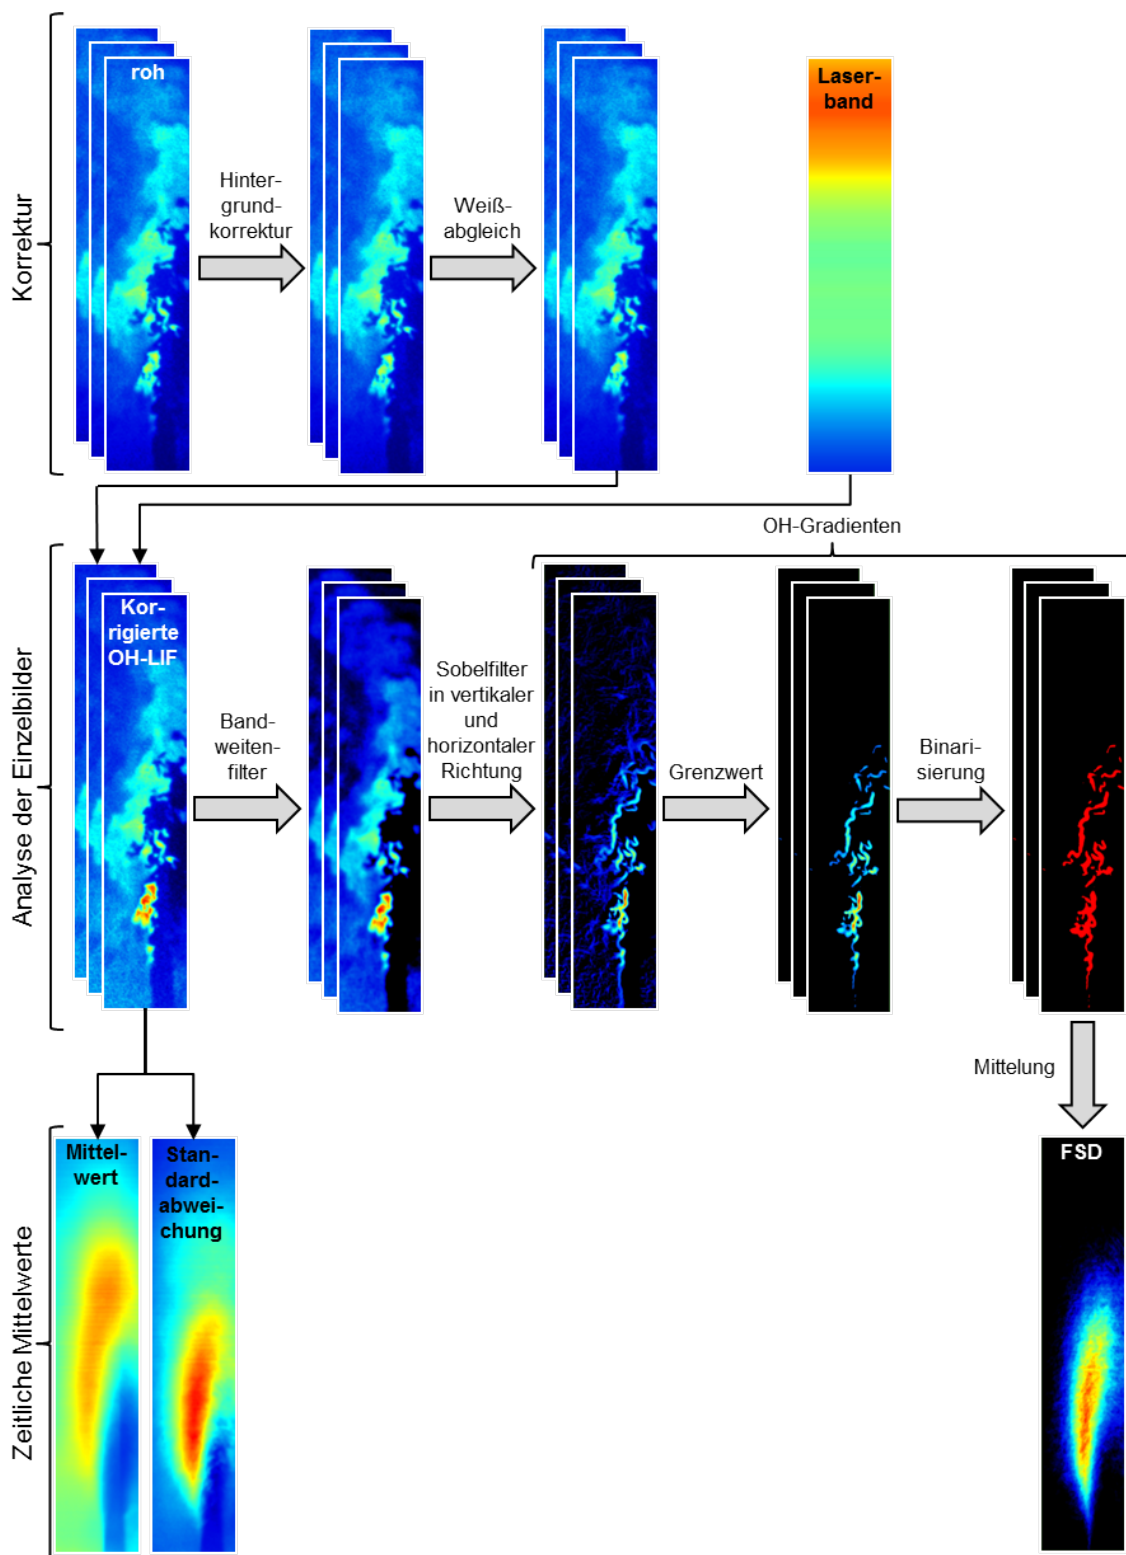 Korrektur
roh
Hinter-
grund-
korrektur
Weiß-
abgleich
Laser-
band
OH-Gradienten
Analyse der Einzelbilder
Kor-
rigierte
OH-LIF
Band-
weiten-
filter
Sobelfilter
in vertikaler
und
horizontaler
Richtung
Grenzwert
Binari-
sierung
Mittelung
Zeitliche Mittelwerte
Mittel-
wert
Stan-
dard-
abwei-
chung
FSD